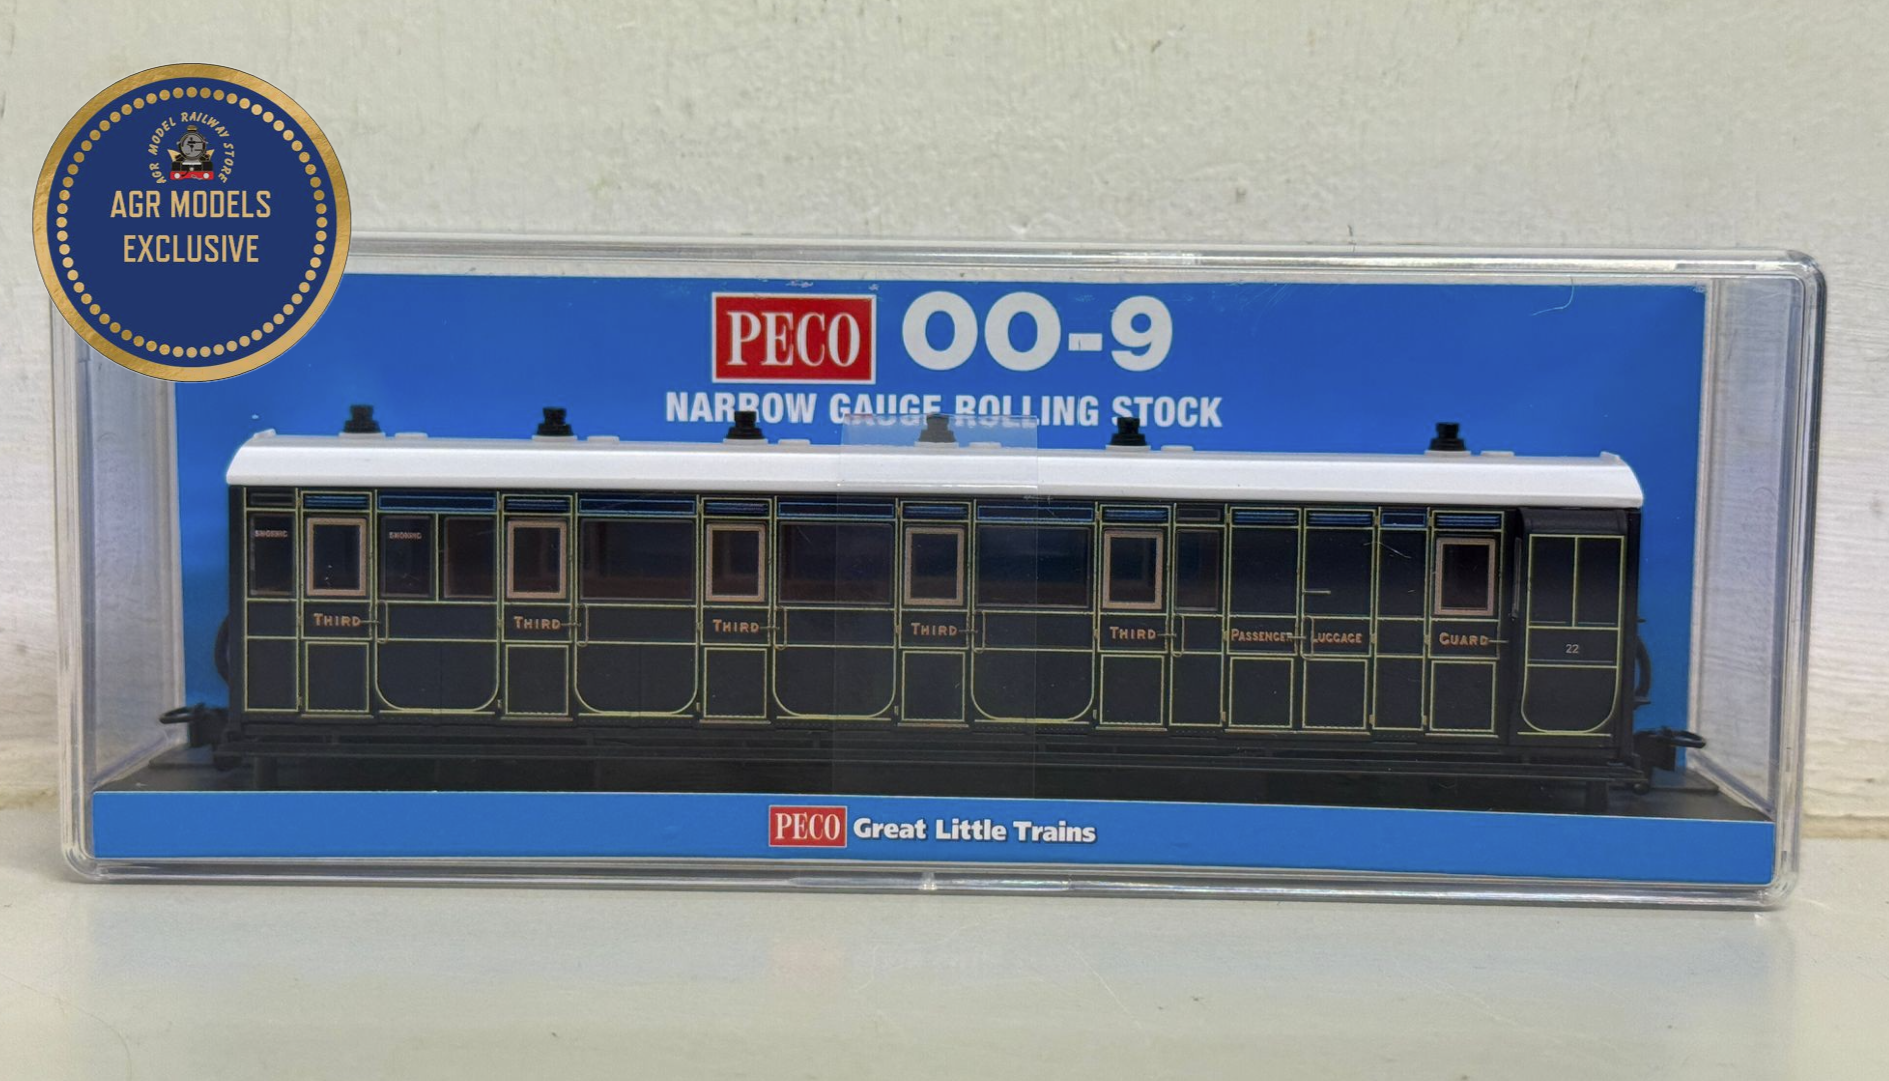 AGR MODEL RAILWAY STORE
AGR MODELS
EXCLUSIVE
PECO OO-9
NARROW GAUGE ROLLING STOCK
SMOKING
SMOKING
THIRD THIRD THIRD THIRD THIRD PASSENGER LUGGAGE GUARD
22
PECO Great Little Trains